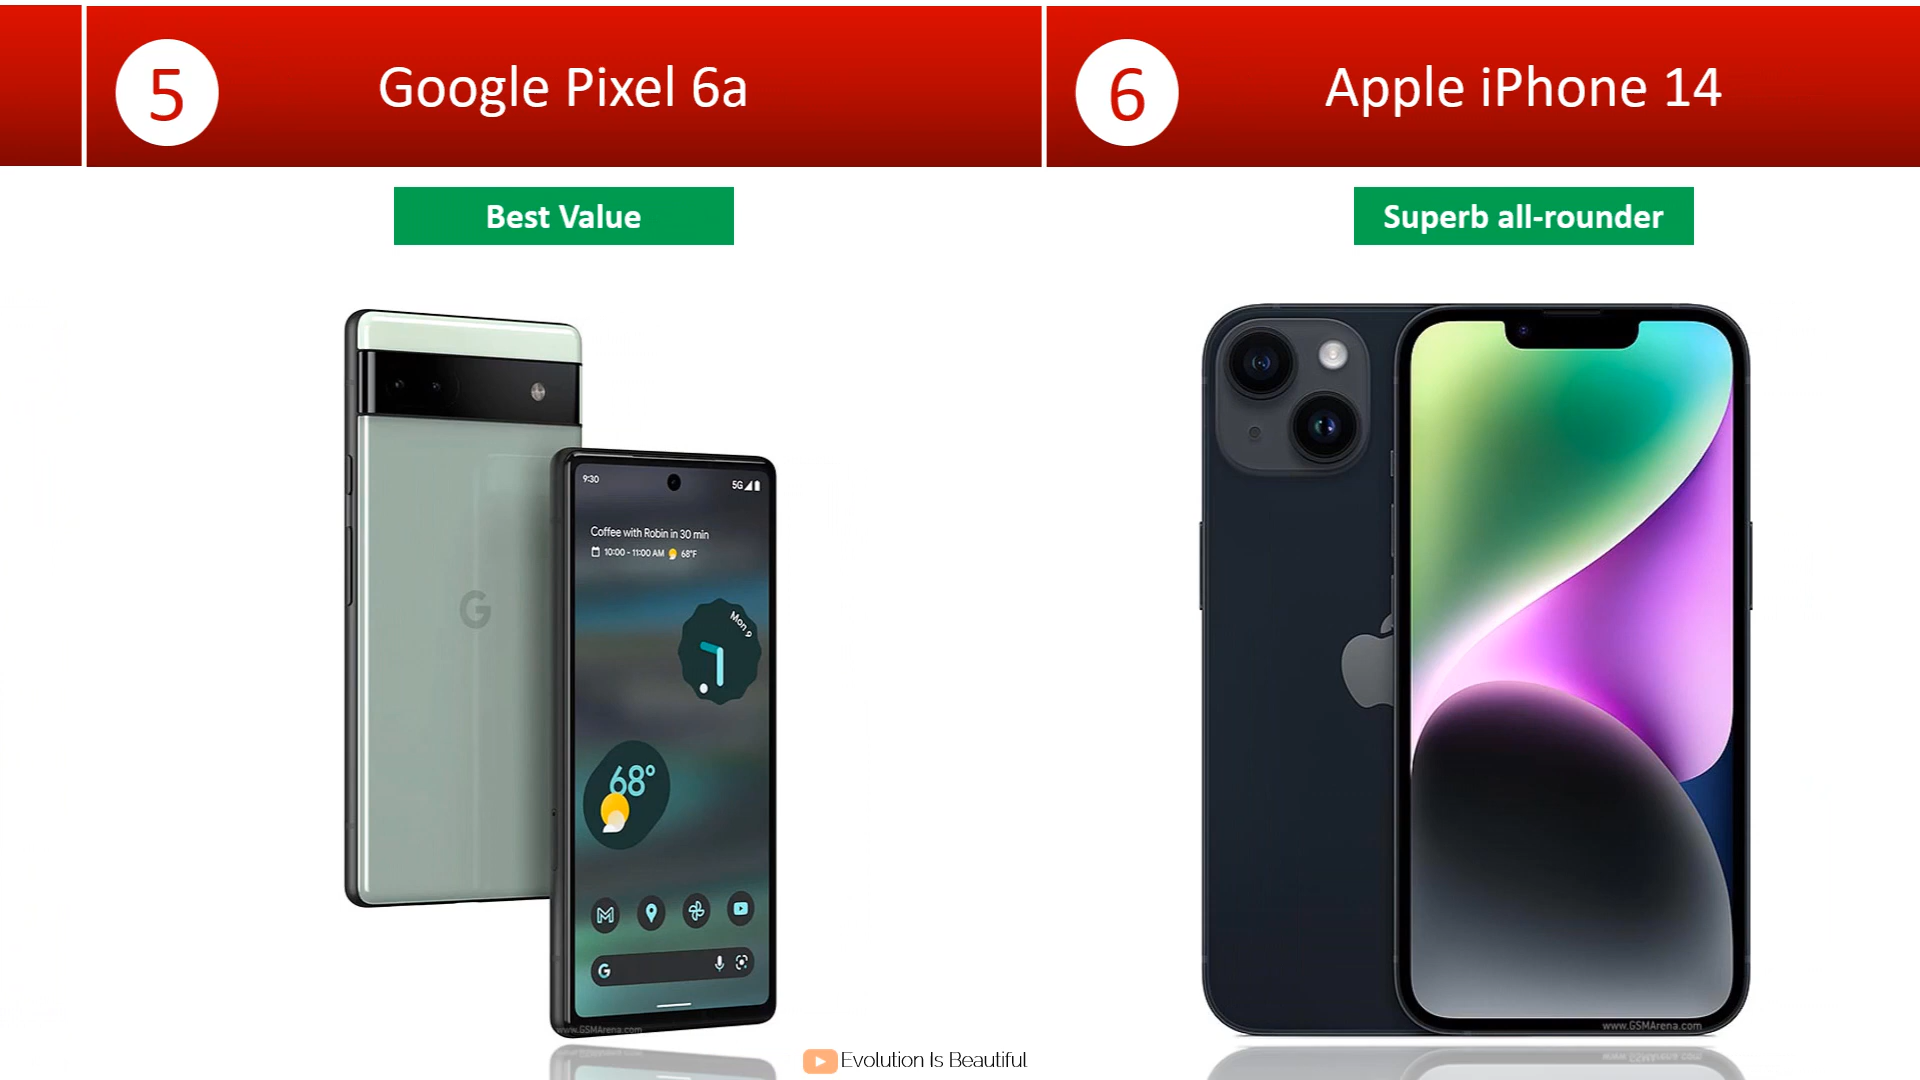 5
Google Pixel 6a
6
Apple iPhone 14
Best Value
Superb all-rounder
9:30
5G
Coffee with Robin in 30 min
10:00 - 11:00 AM
68°F
Mon 9
68°
G
G
www.GSMArena.com
www.GSMArena.com
Evolution Is Beautiful